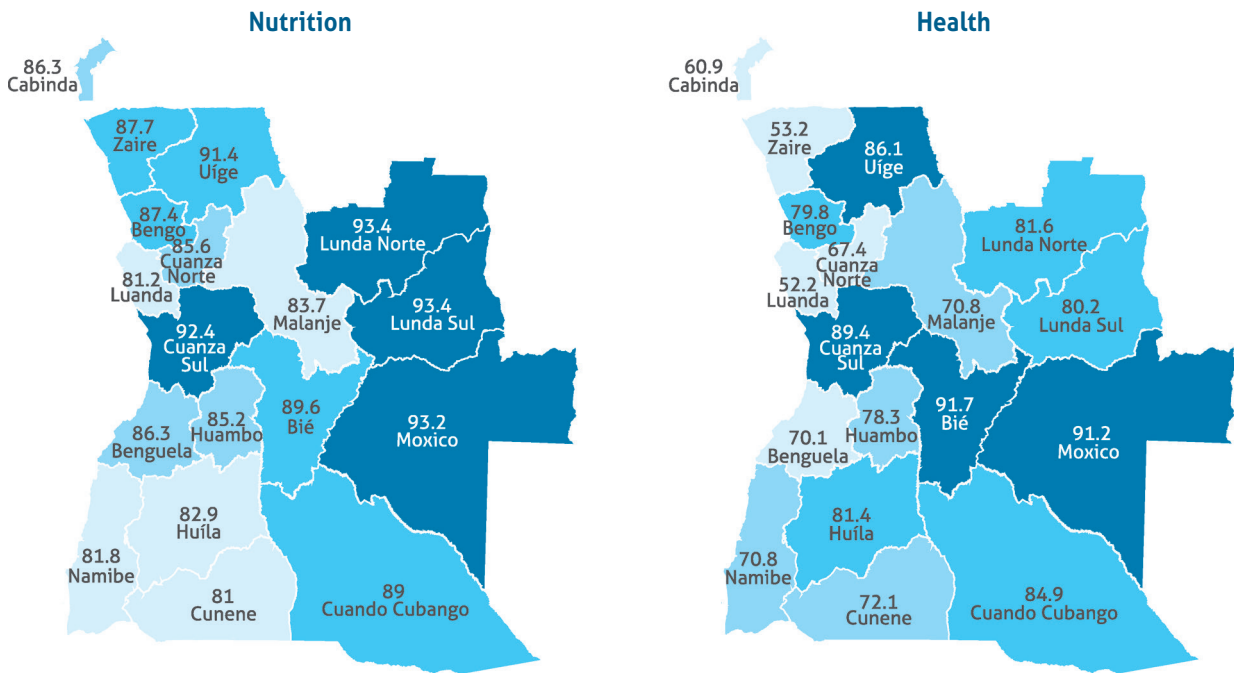 Nutrition
86.3
Cabinda
87.7
Zaire
91.4
Uíge
87.4
Bengo
85.6
Cuanza
Norte
81.2
Luanda
93.4
Lunda Norte
83.7
Malanje
93.4
Lunda Sul
92.4
Cuanza
Sul
86.3
Benguela
85.2
Huambo
89.6
Bié
93.2
Moxico
82.9
Huíla
81.8
Namibe
81
Cunene
89
Cuando Cubango
Health
60.9
Cabinda
53.2
Zaire
86.1
Uíge
79.8
Bengo
67.4
Cuanza
Norte
52.2
Luanda
81.6
Lunda Norte
70.8
Malanje
80.2
Lunda Sul
89.4
Cuanza
Sul
70.1
Benguela
78.3
Huambo
91.7
Bié
91.2
Moxico
81.4
Huíla
70.8
Namibe
72.1
Cunene
84.9
Cuando Cubango